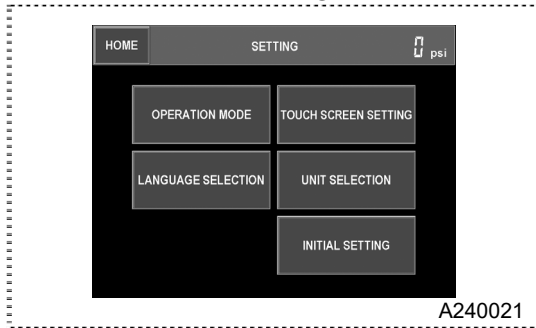 HOME SETTING 0 psi
OPERATION MODE TOUCH SCREEN SETTING
LANGUAGE SELECTION UNIT SELECTION
INITIAL SETTING
A240021